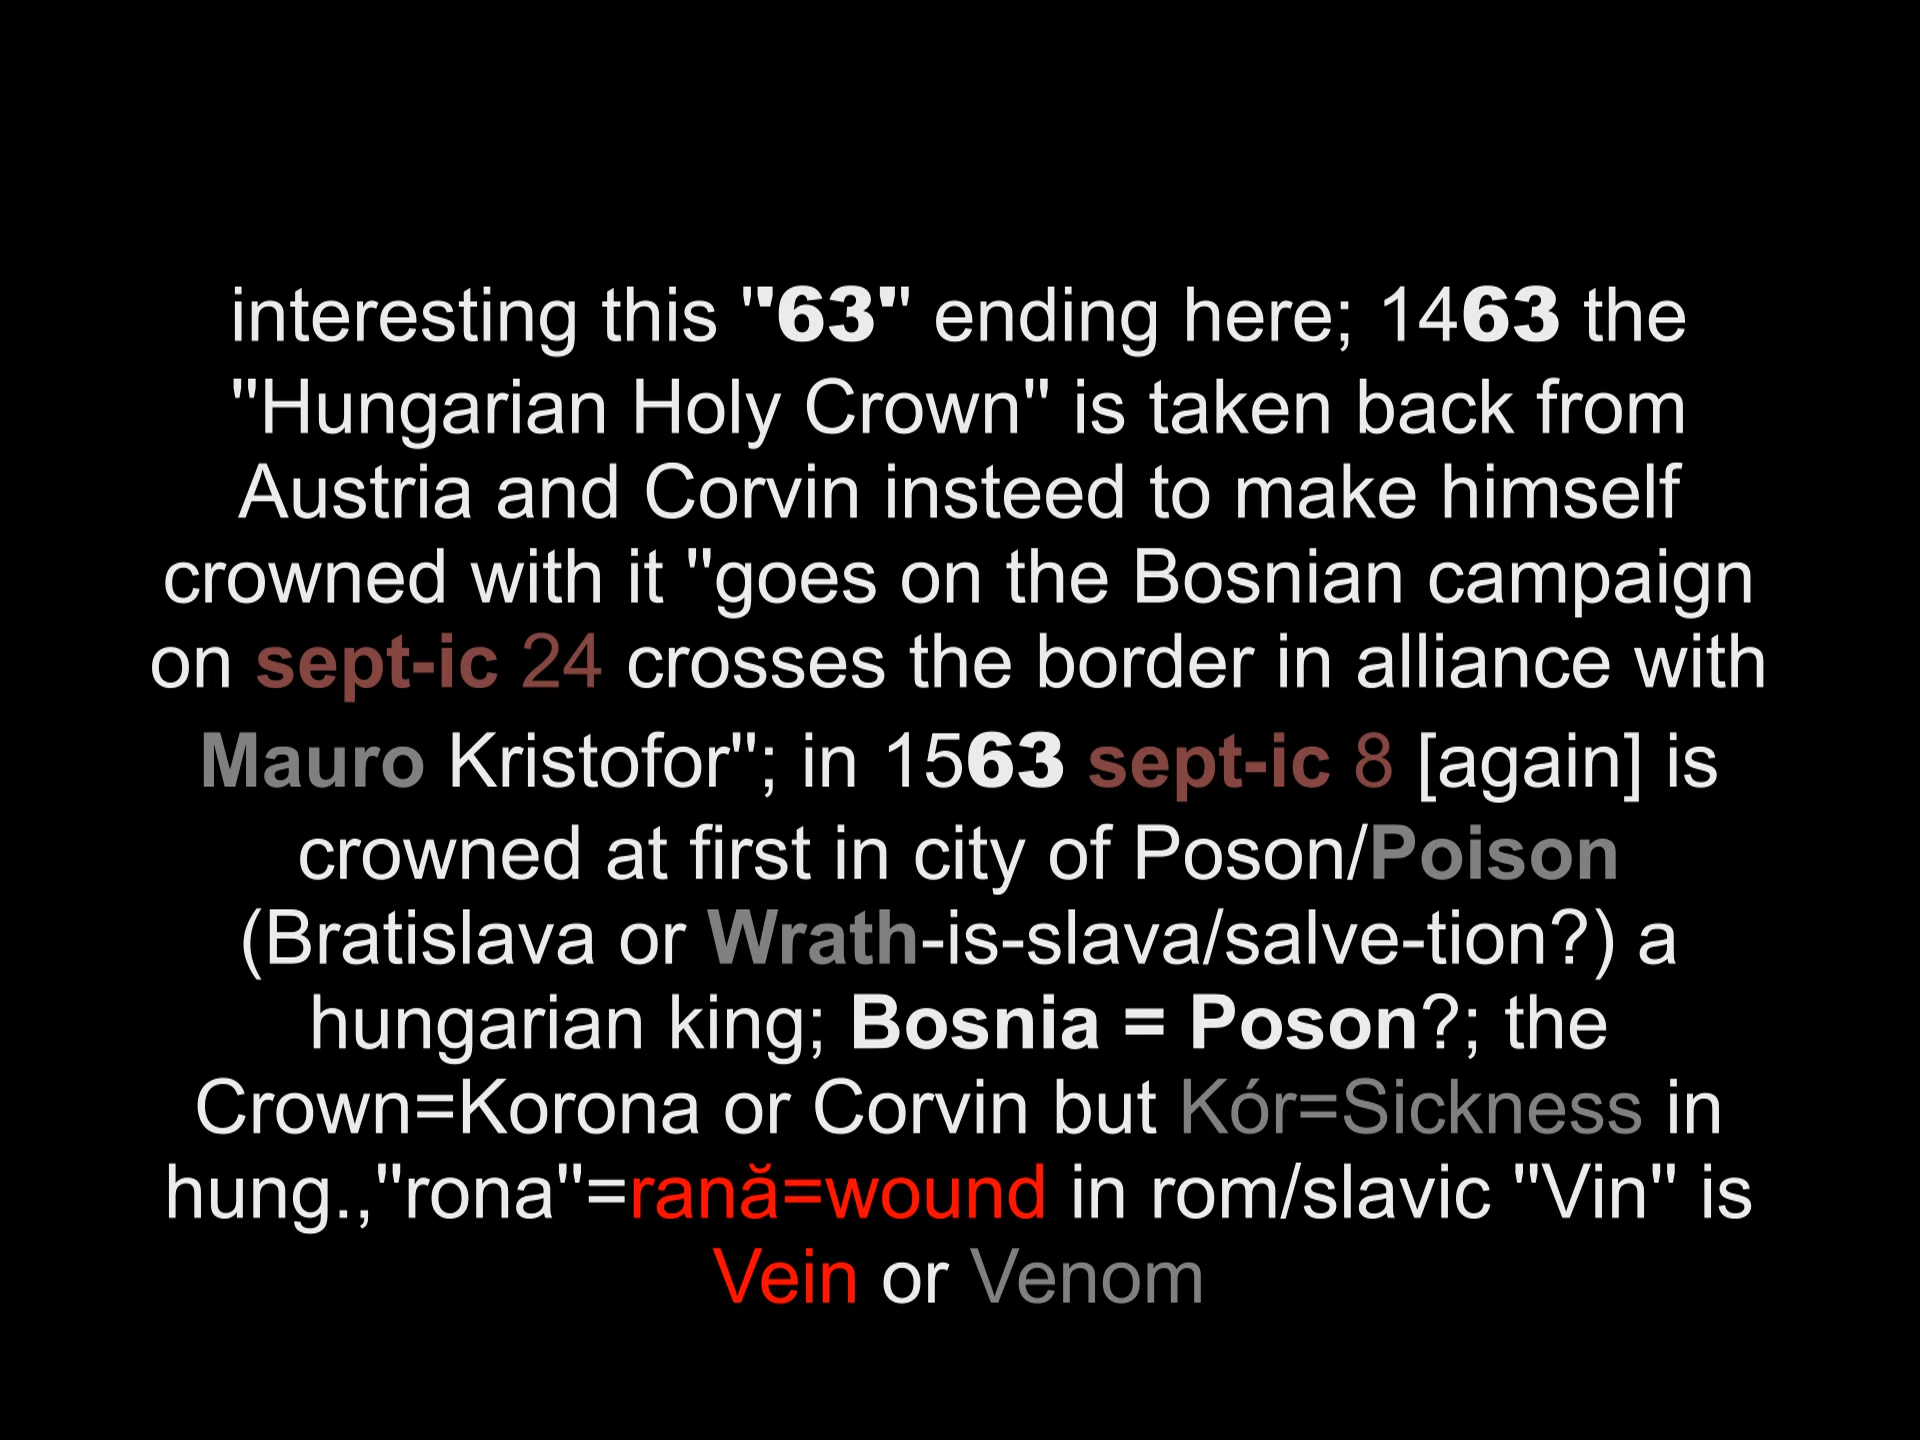 interesting this ""63" ending here; 1463 the
"Hungarian Holy Crown" is taken back from
Austria and Corvin insteed to make himself
crowned with it "goes on the Bosnian campaign
on sept-ic 24 crosses the border in alliance with
Mauro Kristofor"; in 1563 sept-ic 8 [again] is
crowned at first in city of Poson/Poison
(Bratislava or Wrath-is-slava/salve-tion?) a
hungarian king; Bosnia = Poson?; the
Crown=Korona or Corvin but Kór=Sickness in
hung.,"rona"=rană=wound in rom/slavic "Vin" is
Vein or Venom